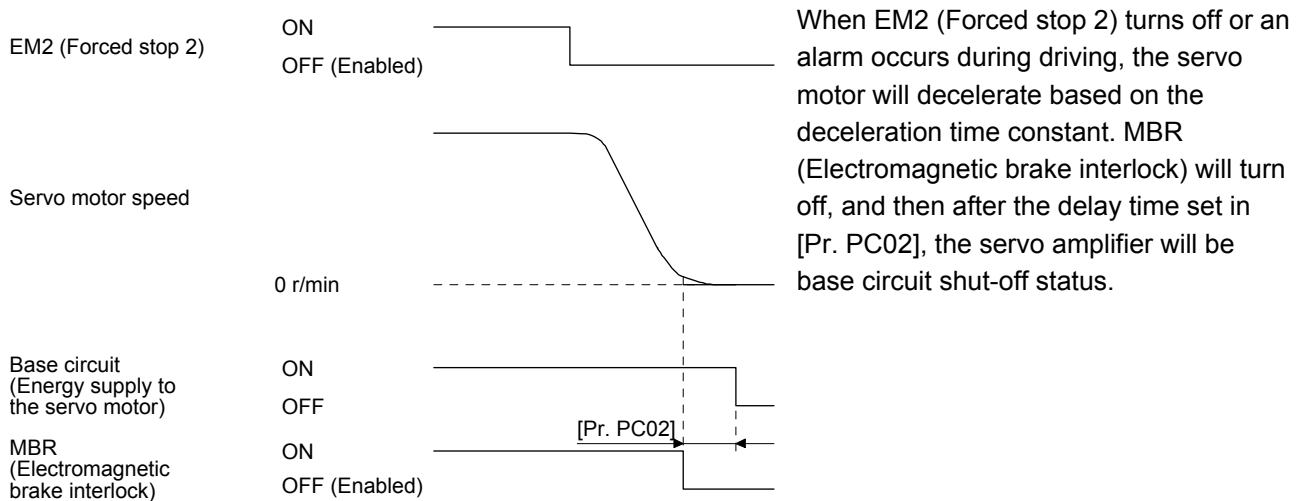 EM2 (Forced stop 2)
ON
OFF (Enabled)
Servo motor speed
0 r/min
Base circuit
(Energy supply to
the servo motor)
ON
OFF
[Pr. PC02]
MBR
(Electromagnetic
brake interlock)
ON
OFF (Enabled)
When EM2 (Forced stop 2) turns off or an
alarm occurs during driving, the servo
motor will decelerate based on the
deceleration time constant. MBR
(Electromagnetic brake interlock) will turn
off, and then after the delay time set in
[Pr. PC02], the servo amplifier will be
base circuit shut-off status.